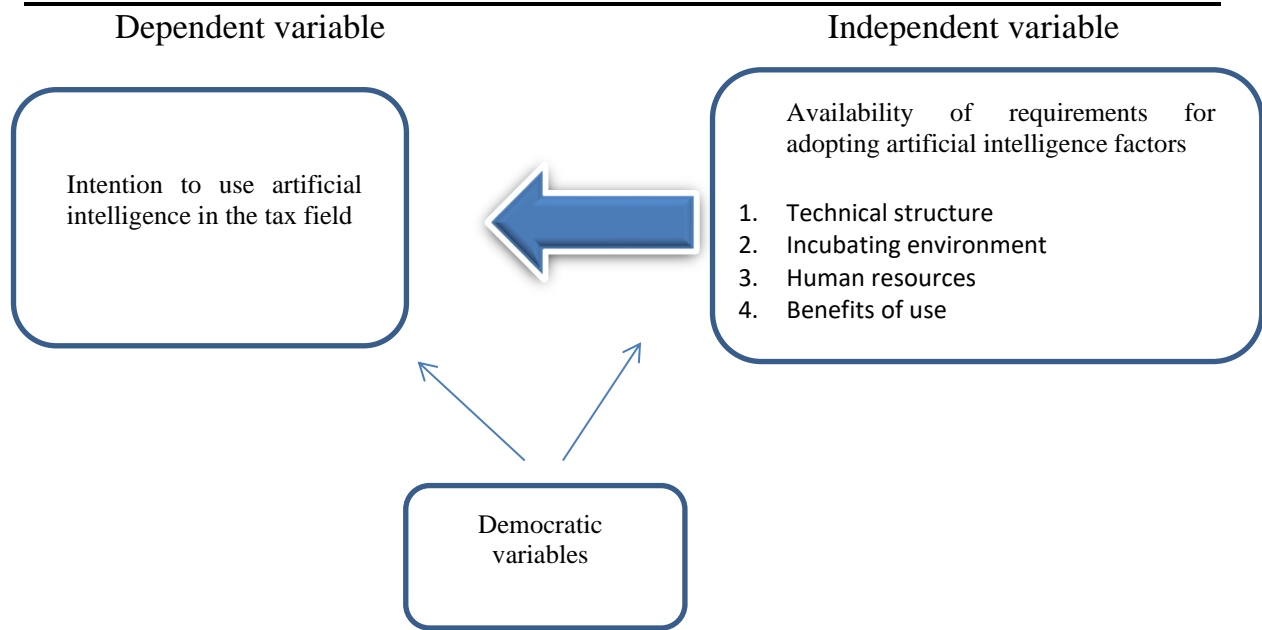 Dependent variable
Independent variable
Intention to use artificial
intelligence in the tax field
Availability of requirements for
adopting artificial intelligence factors
1. Technical structure
2. Incubating environment
3. Human resources
4. Benefits of use
Democratic
variables